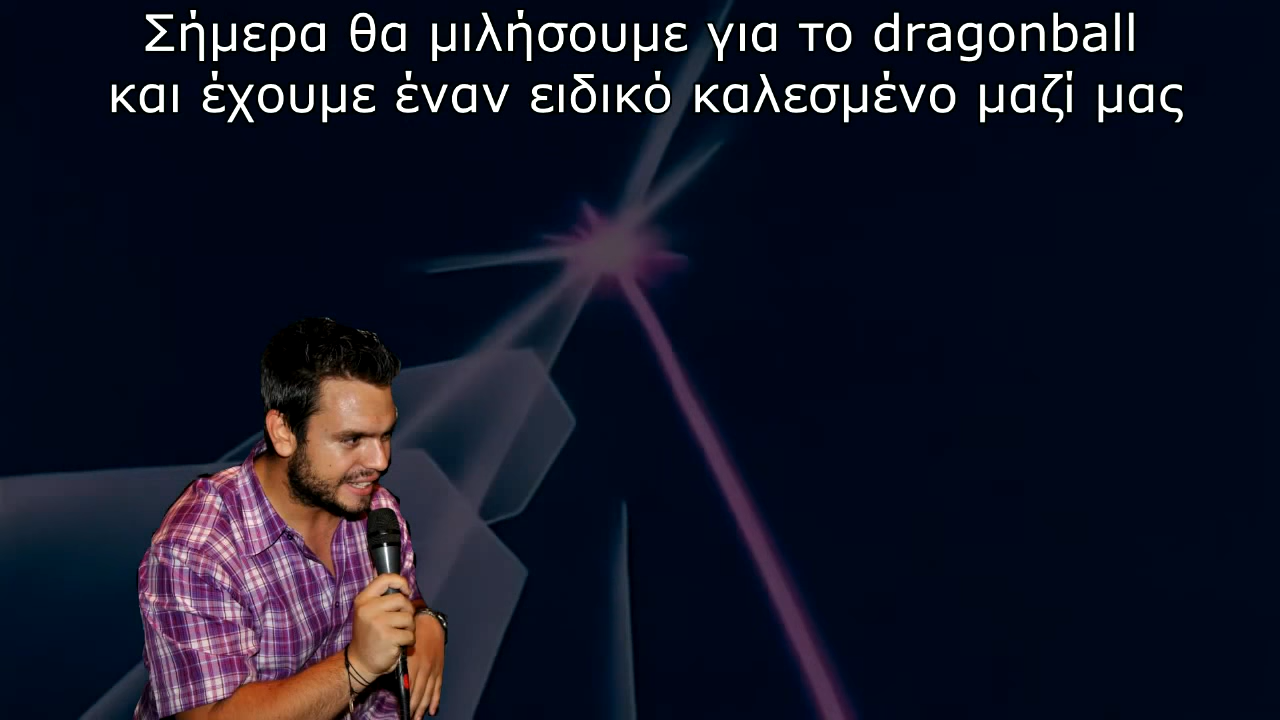 Σήμερα θα μιλήσουμε για το dragonball
και έχουμε έναν ειδικό καλεσμένο μαζί μας